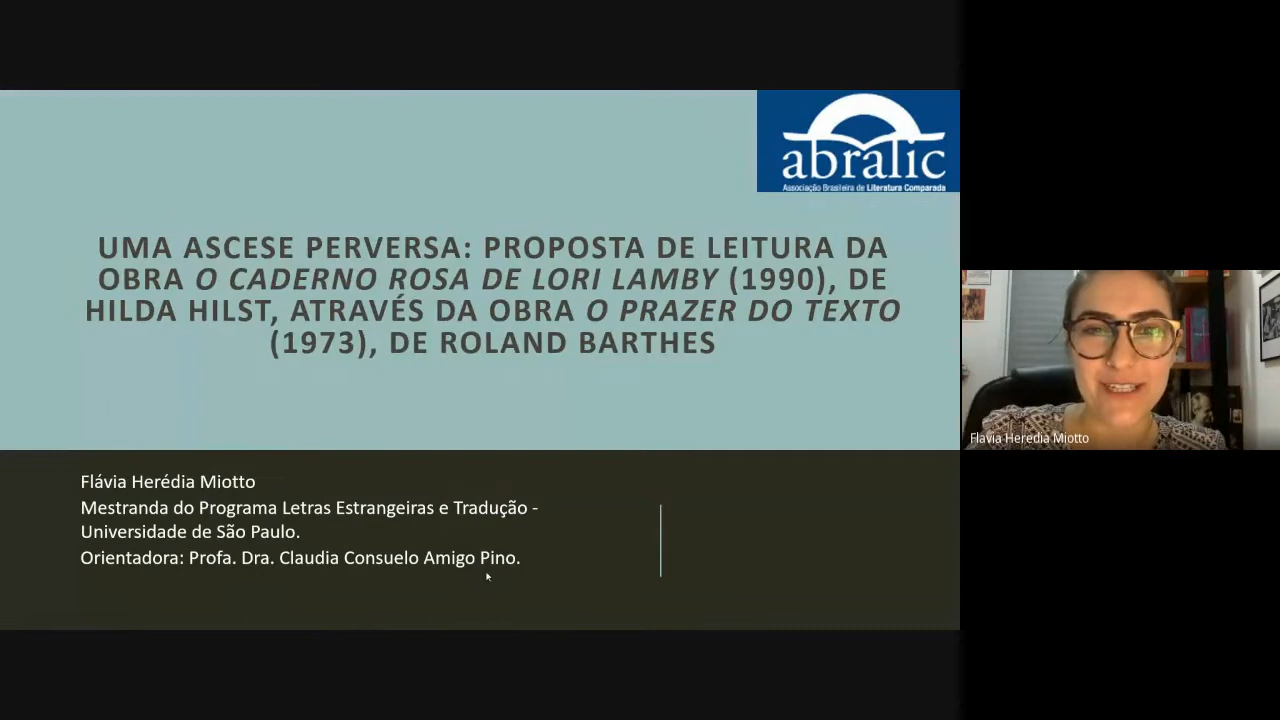 abralic
Associação Brasileira de Literatura Comparada
UMA ASCESE PERVERSA: PROPOSTA DE LEITURA DA
OBRA O CADERNO ROSA DE LORI LAMBY (1990), DE
HILDA HILST, ATRAVÉS DA OBRA O PRAZER DO TEXTO
(1973), DE ROLAND BARTHES
Flávia Herédia Miotto
Mestranda do Programa Letras Estrangeiras e Tradução -
Universidade de São Paulo.
Orientadora: Profa. Dra. Claudia Consuelo Amigo Pino.
Flavia Heredia Miotto